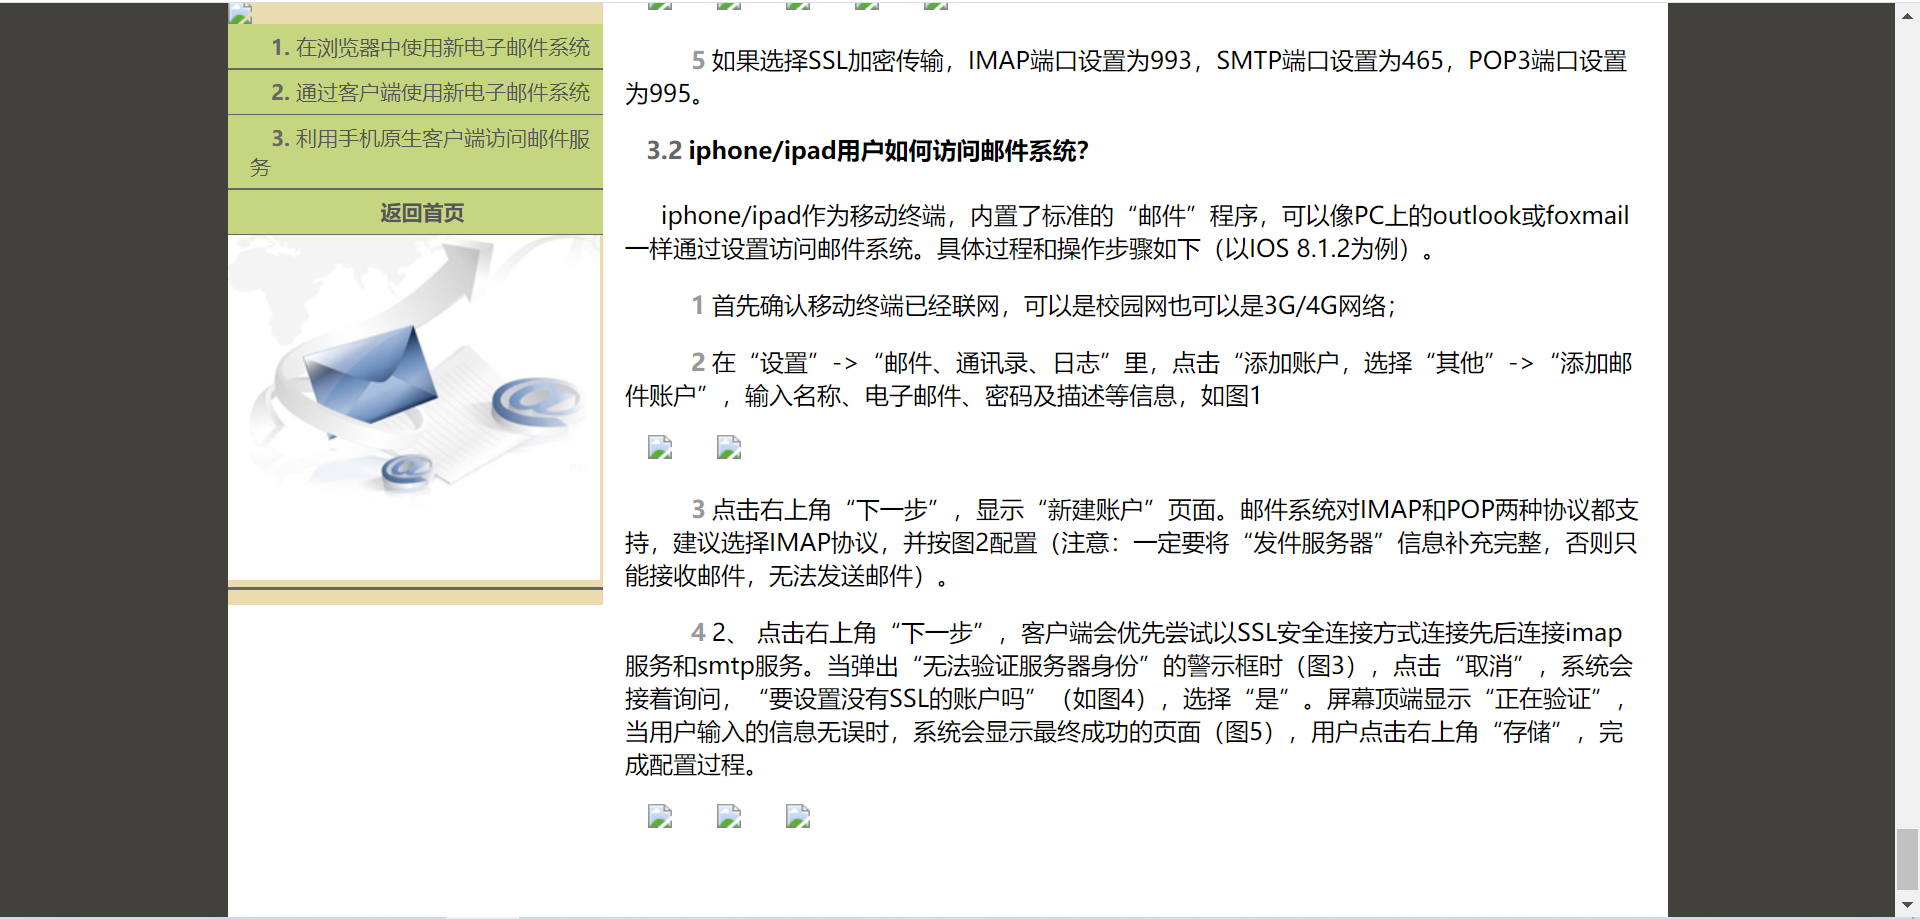 1. 在浏览器中使用新电子邮件系统
2. 通过客户端使用新电子邮件系统
3. 利用手机原生客户端访问邮件服
务
返回首页
5 如果选择SSL加密传输，IMAP端口设置为993，SMTP端口设置为465，POP3端口设置
为995。
3.2 iphone/ipad用户如何访问邮件系统？
iphone/ipad作为移动终端，内置了标准的“邮件”程序，可以像PC上的outlook或foxmail
一样通过设置访问邮件系统。具体过程和操作步骤如下（以IOS 8.1.2为例）。
1 首先确认移动终端已经联网，可以是校园网也可以是3G/4G网络；
2 在“设置”->“邮件、通讯录、日志”里，点击“添加账户，选择“其他”->“添加邮
件账户”，输入名称、电子邮件、密码及描述等信息，如图1
3 点击右上角“下一步”，显示“新建账户”页面。邮件系统对IMAP和POP两种协议都支
持，建议选择IMAP协议，并按图2配置（注意：一定要将“发件服务器”信息补充完整，否则只
能接收邮件，无法发送邮件）。
4 2、 点击右上角“下一步”，客户端会优先尝试以SSL安全连接方式连接先后连接imap
服务和smtp服务。当弹出“无法验证服务器身份”的警示框时（图3），点击“取消”，系统会
接着询问，“要设置没有SSL的账户吗”（如图4），选择“是”。屏幕顶端显示“正在验证”，
当用户输入的信息无误时，系统会显示最终成功的页面（图5），用户点击右上角“存储”，完
成配置过程。